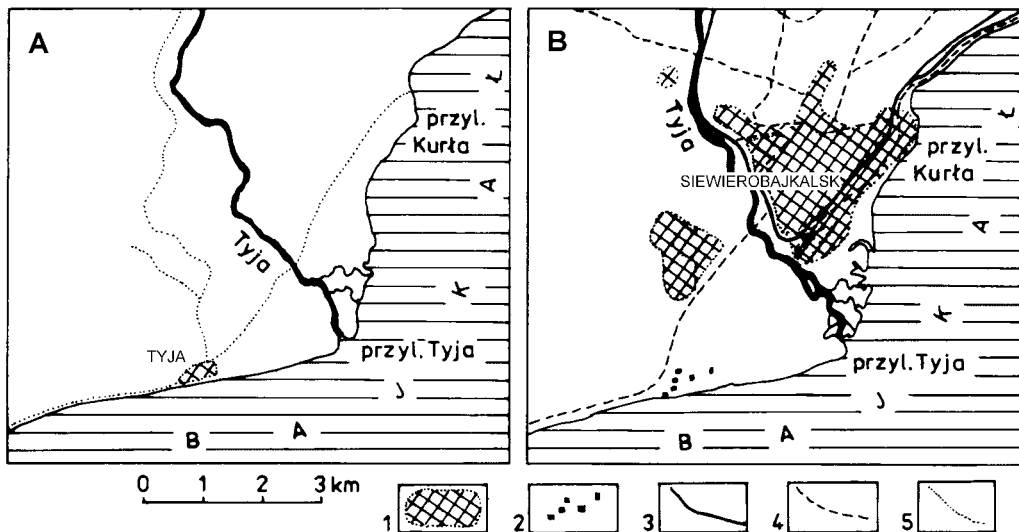 A
Ł
przyl.
Kurła
A
Tyja
K
TYJA
przyl. Tyja
J
A
B
B
Ł
Tyja
przyl.
Kurła
SIEWIEROBAJKALSK
A
K
przyl. Tyja
J
A
B
0 1 2 3 km
1 2 3 4 5